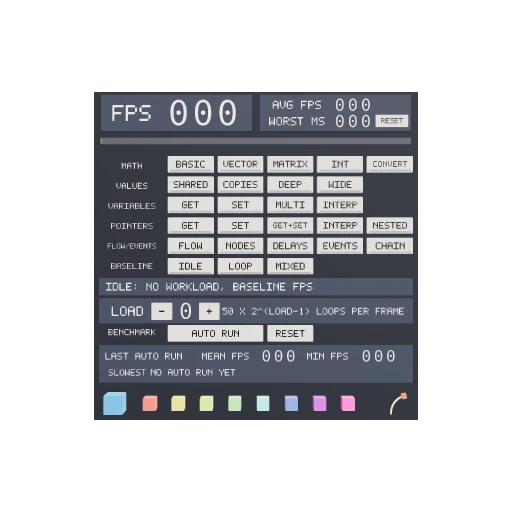 FPS 000
AVG FPS 000
WORST MS 000 RESET
MATH BASIC VECTOR MATRIX INT CONVERT
VALUES SHARED COPIES DEEP WIDE
VARIABLES GET SET MULTI INTERP
POINTERS GET SET GET+SET INTERP NESTED
FLOW/EVENTS FLOW NODES DELAYS EVENTS CHAIN
BASELINE IDLE LOOP MIXED
IDLE: NO WORKLOAD, BASELINE FPS
LOAD - 0 + 50 X 2^(LOAD-1) LOOPS PER FRAME
BENCHMARK AUTO RUN RESET
LAST AUTO RUN MEAN FPS 000 MIN FPS 000
SLOWEST NO AUTO RUN YET